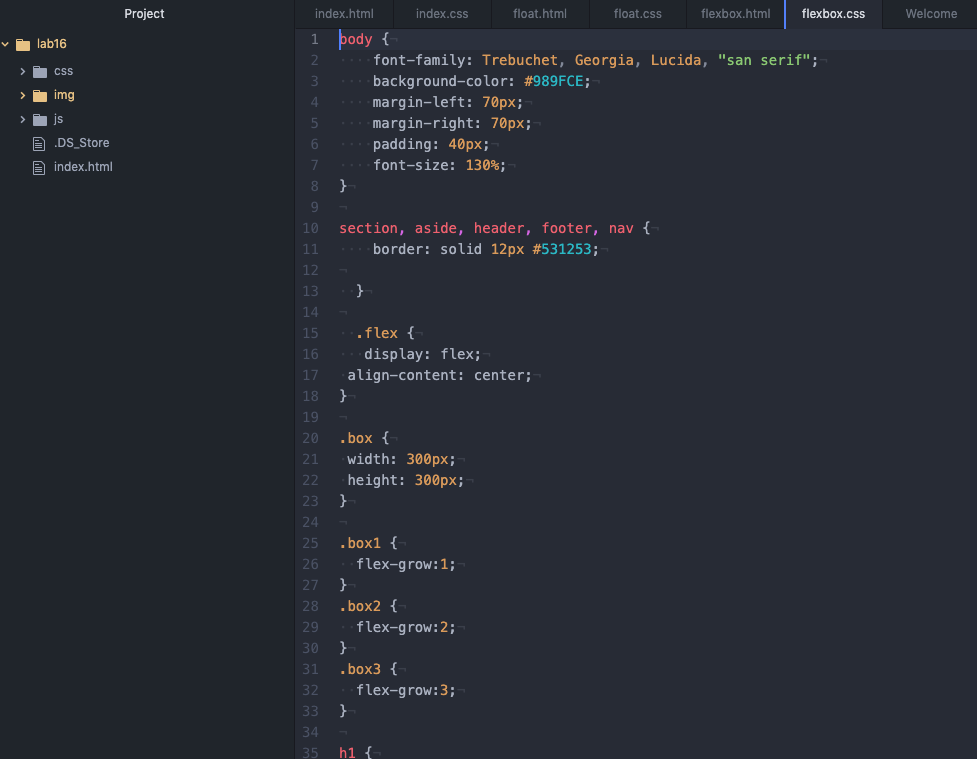 Project
lab16
css
img
js
.DS_Store
index.html
index.html index.css float.html float.css flexbox.html flexbox.css Welcome
1 body {
2     font-family: Trebuchet, Georgia, Lucida, "san serif";
3     background-color: #989FCE;
4     margin-left: 70px;
5     margin-right: 70px;
6     padding: 40px;
7     font-size: 130%;
8 }
9
10 section, aside, header, footer, nav {
11     border: solid 12px #531253;
12
13   }
14
15   .flex {
16    display: flex;
17  align-content: center;
18 }
19
20 .box {
21  width: 300px;
22  height: 300px;
23 }
24
25 .box1 {
26   flex-grow:1;
27 }
28 .box2 {
29   flex-grow:2;
30 }
31 .box3 {
32   flex-grow:3;
33 }
34
35 h1 {